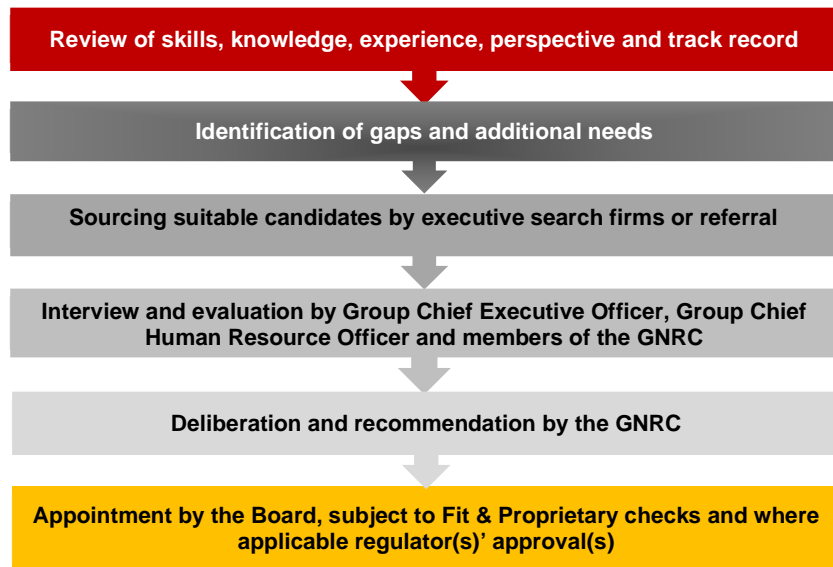 Review of skills, knowledge, experience, perspective and track record
Identification of gaps and additional needs
Sourcing suitable candidates by executive search firms or referral
Interview and evaluation by Group Chief Executive Officer, Group Chief
Human Resource Officer and members of the GNRC
Deliberation and recommendation by the GNRC
Appointment by the Board, subject to Fit & Proprietary checks and where
applicable regulator(s)’ approval(s)